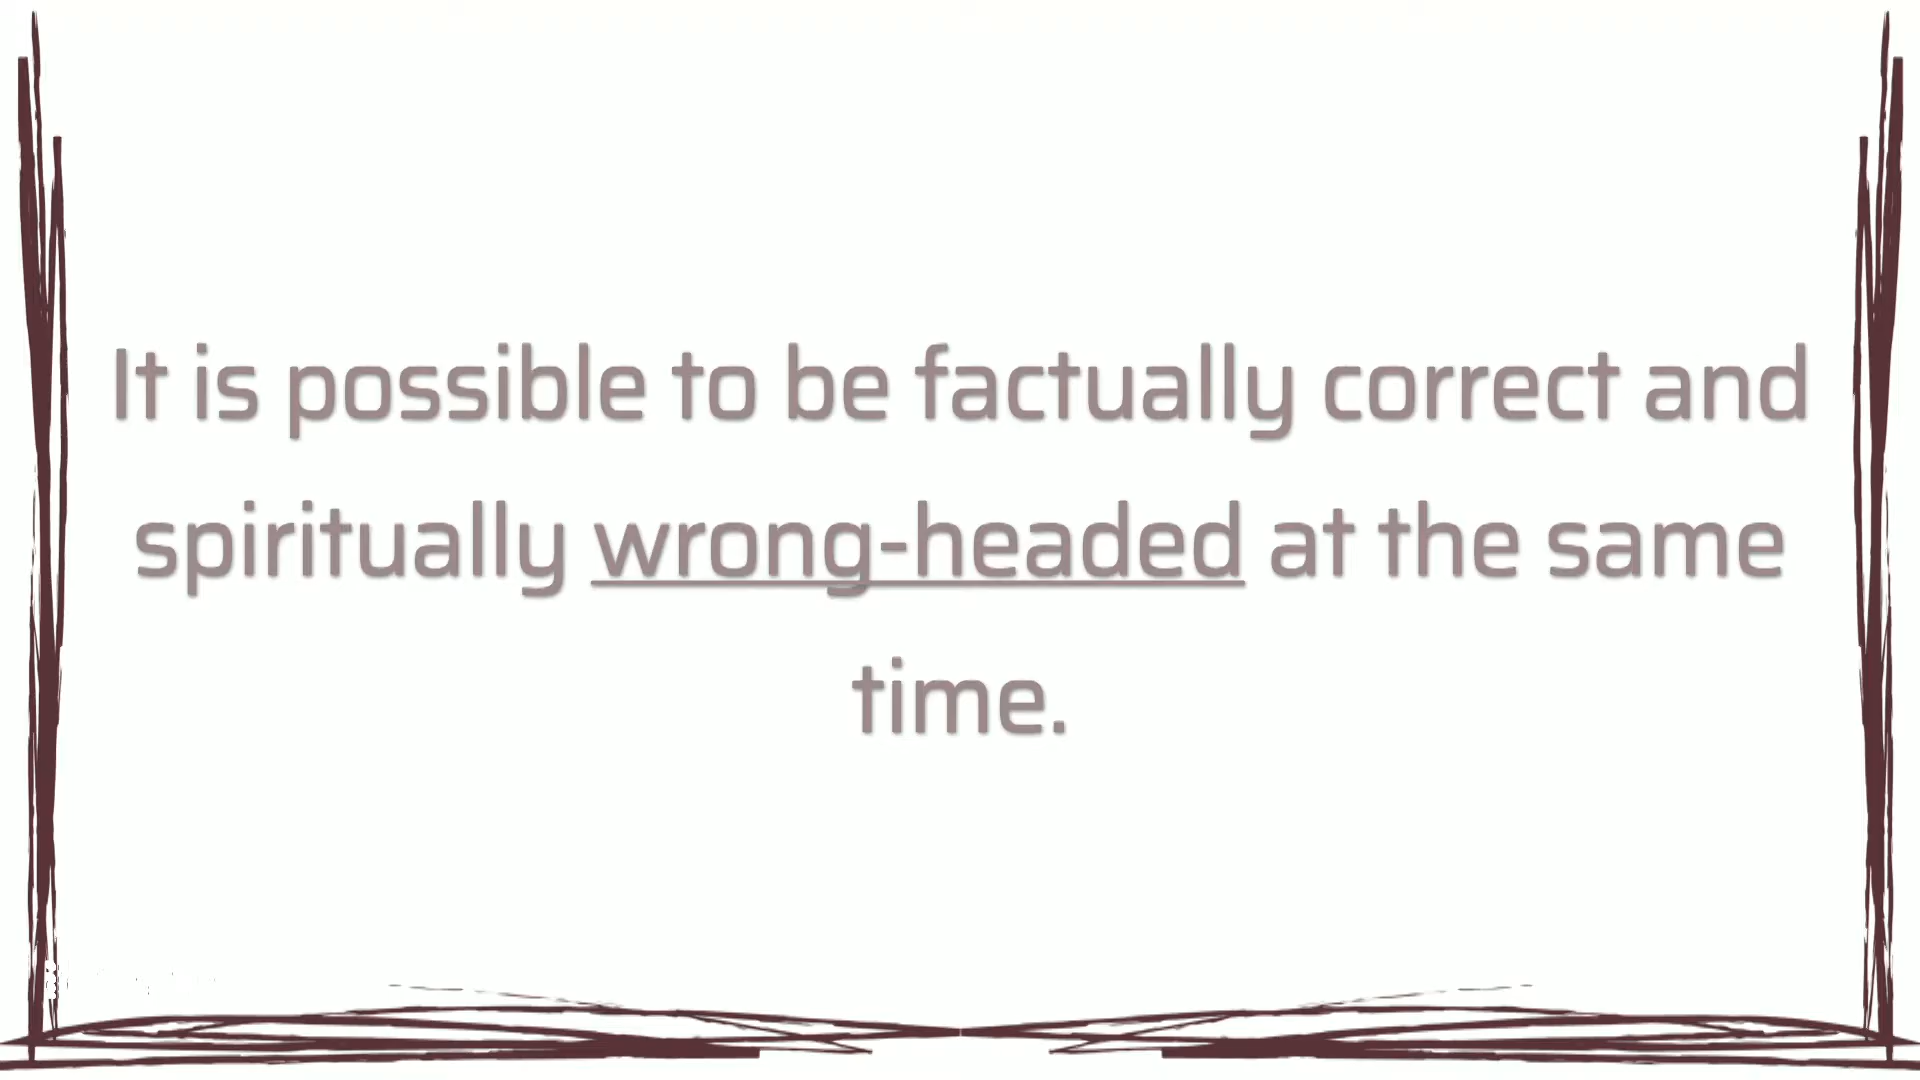 It is possible to be factually correct and
spiritually wrong-headed at the same
time.